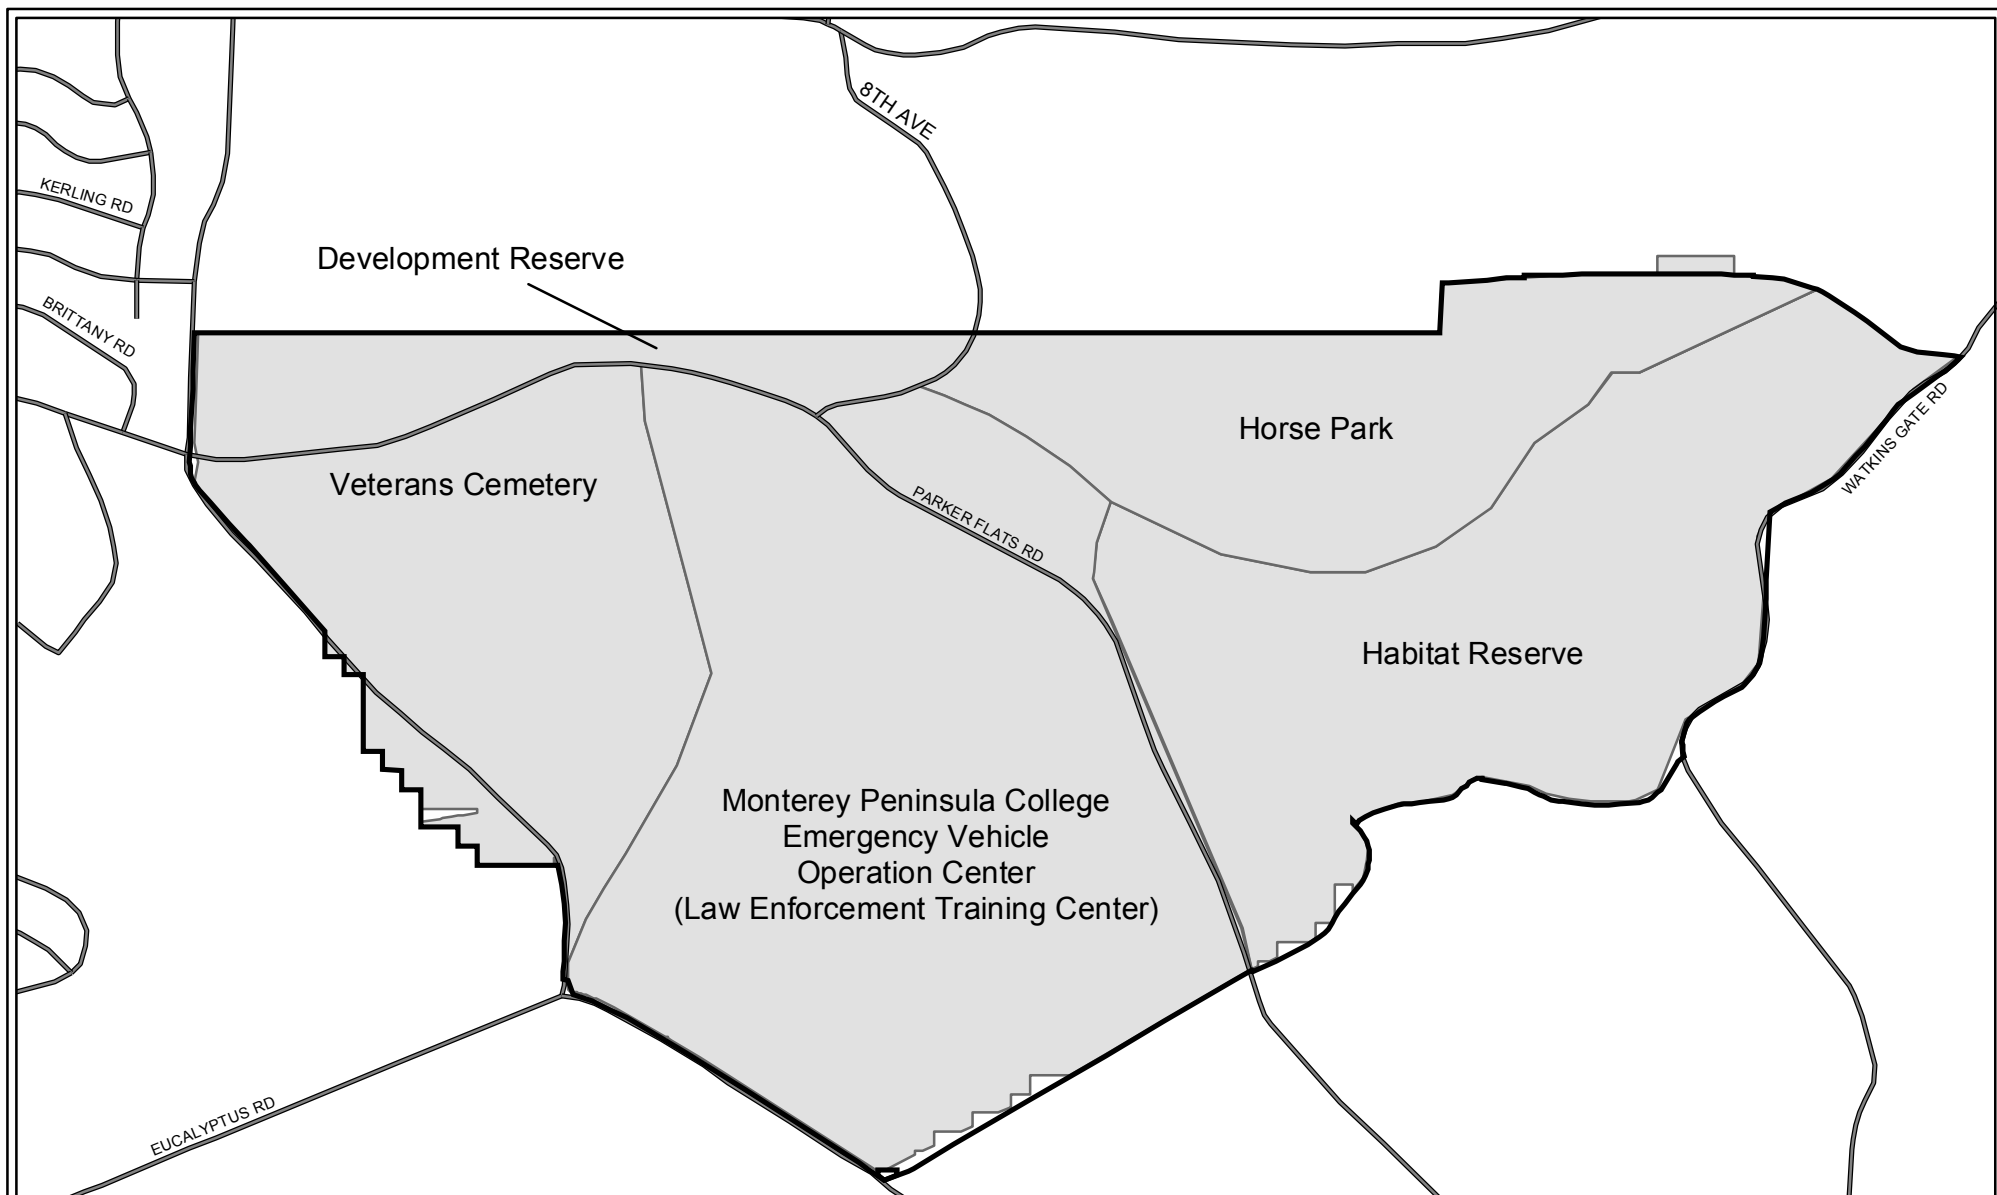 8TH AVE
KERLING RD
Development Reserve
BRITTANY RD
Horse Park
WATKINS GATE RD
Veterans Cemetery
PARKER FLATS RD
Habitat Reserve
Monterey Peninsula College
Emergency Vehicle
Operation Center
(Law Enforcement Training Center)
EUCALYPTUS RD